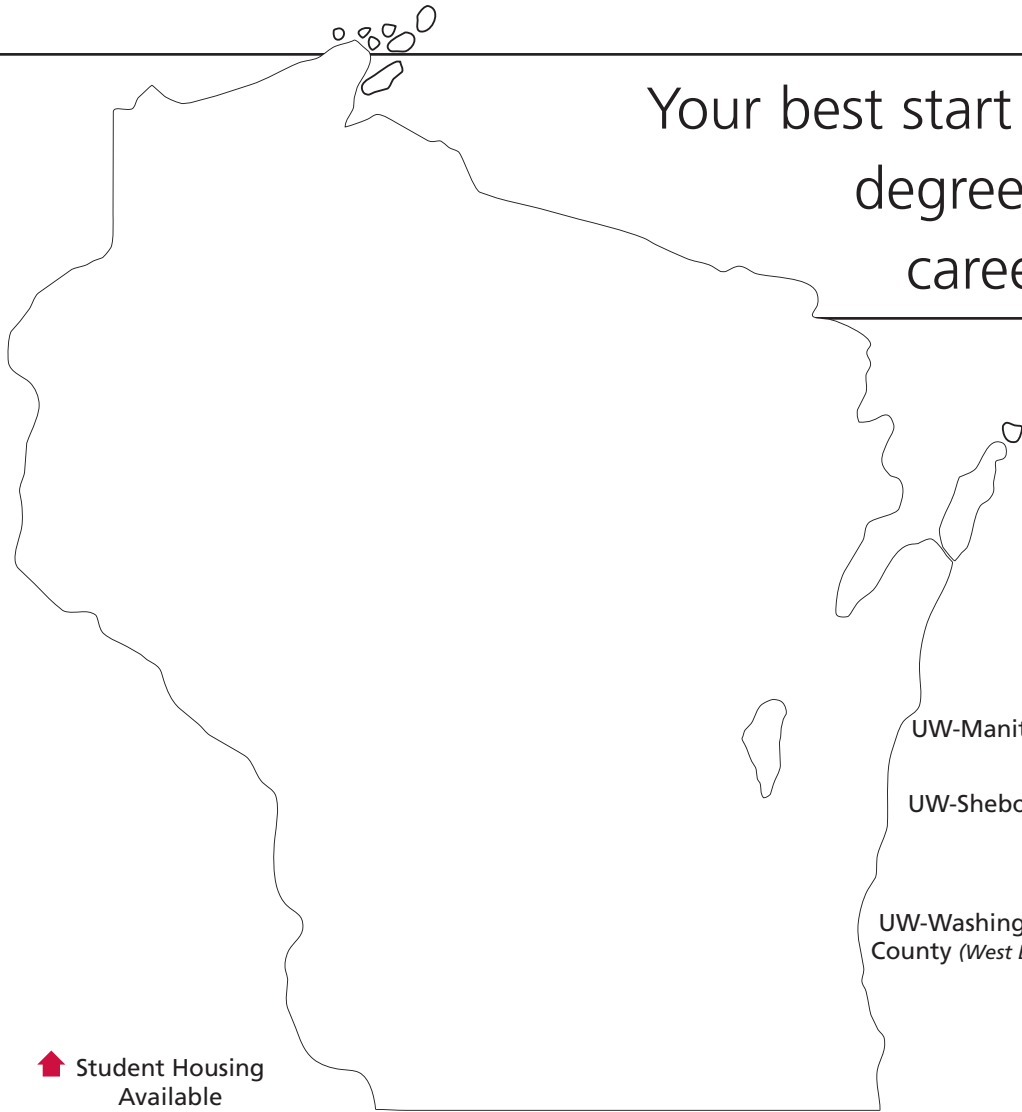 Your best start
degree
caree
UW-Manit
UW-Shebo
UW-Washing
County (West
Student Housing
Available